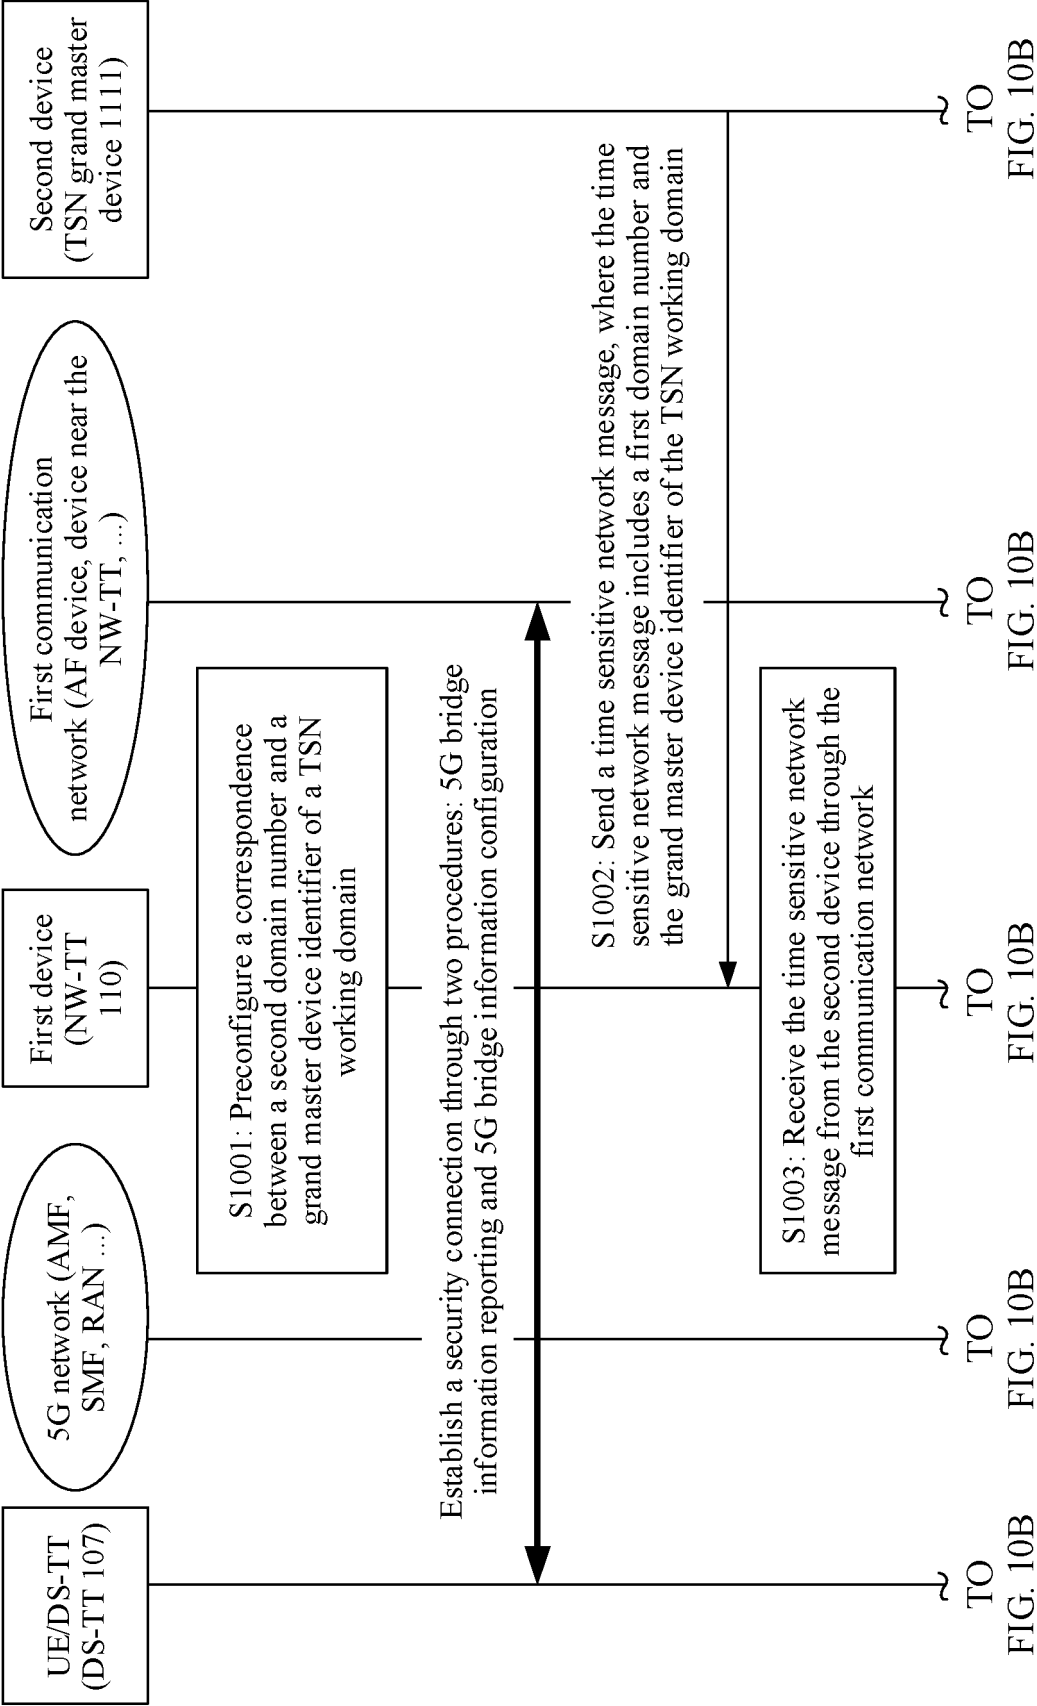 UE/DS-TT
(DS-TT 107)
5G network (AMF,
SMF, RAN ...)
First device
(NW-TT
110)
First communication
network (AF device, device near the
NW-TT, ...)
Second device
(TSN grand master
device 1111)
S1001: Preconfigure a correspondence
between a second domain number and a
grand master device identifier of a TSN
working domain
Establish a security connection through two procedures: 5G bridge
information reporting and 5G bridge information configuration
S1002: Send a time sensitive network message, where the time
sensitive network message includes a first domain number and
the grand master device identifier of the TSN working domain
S1003: Receive the time sensitive network
message from the second device through the
first communication network
TO
FIG. 10B
TO
FIG. 10B
TO
FIG. 10B
TO
FIG. 10B
TO
FIG. 10B